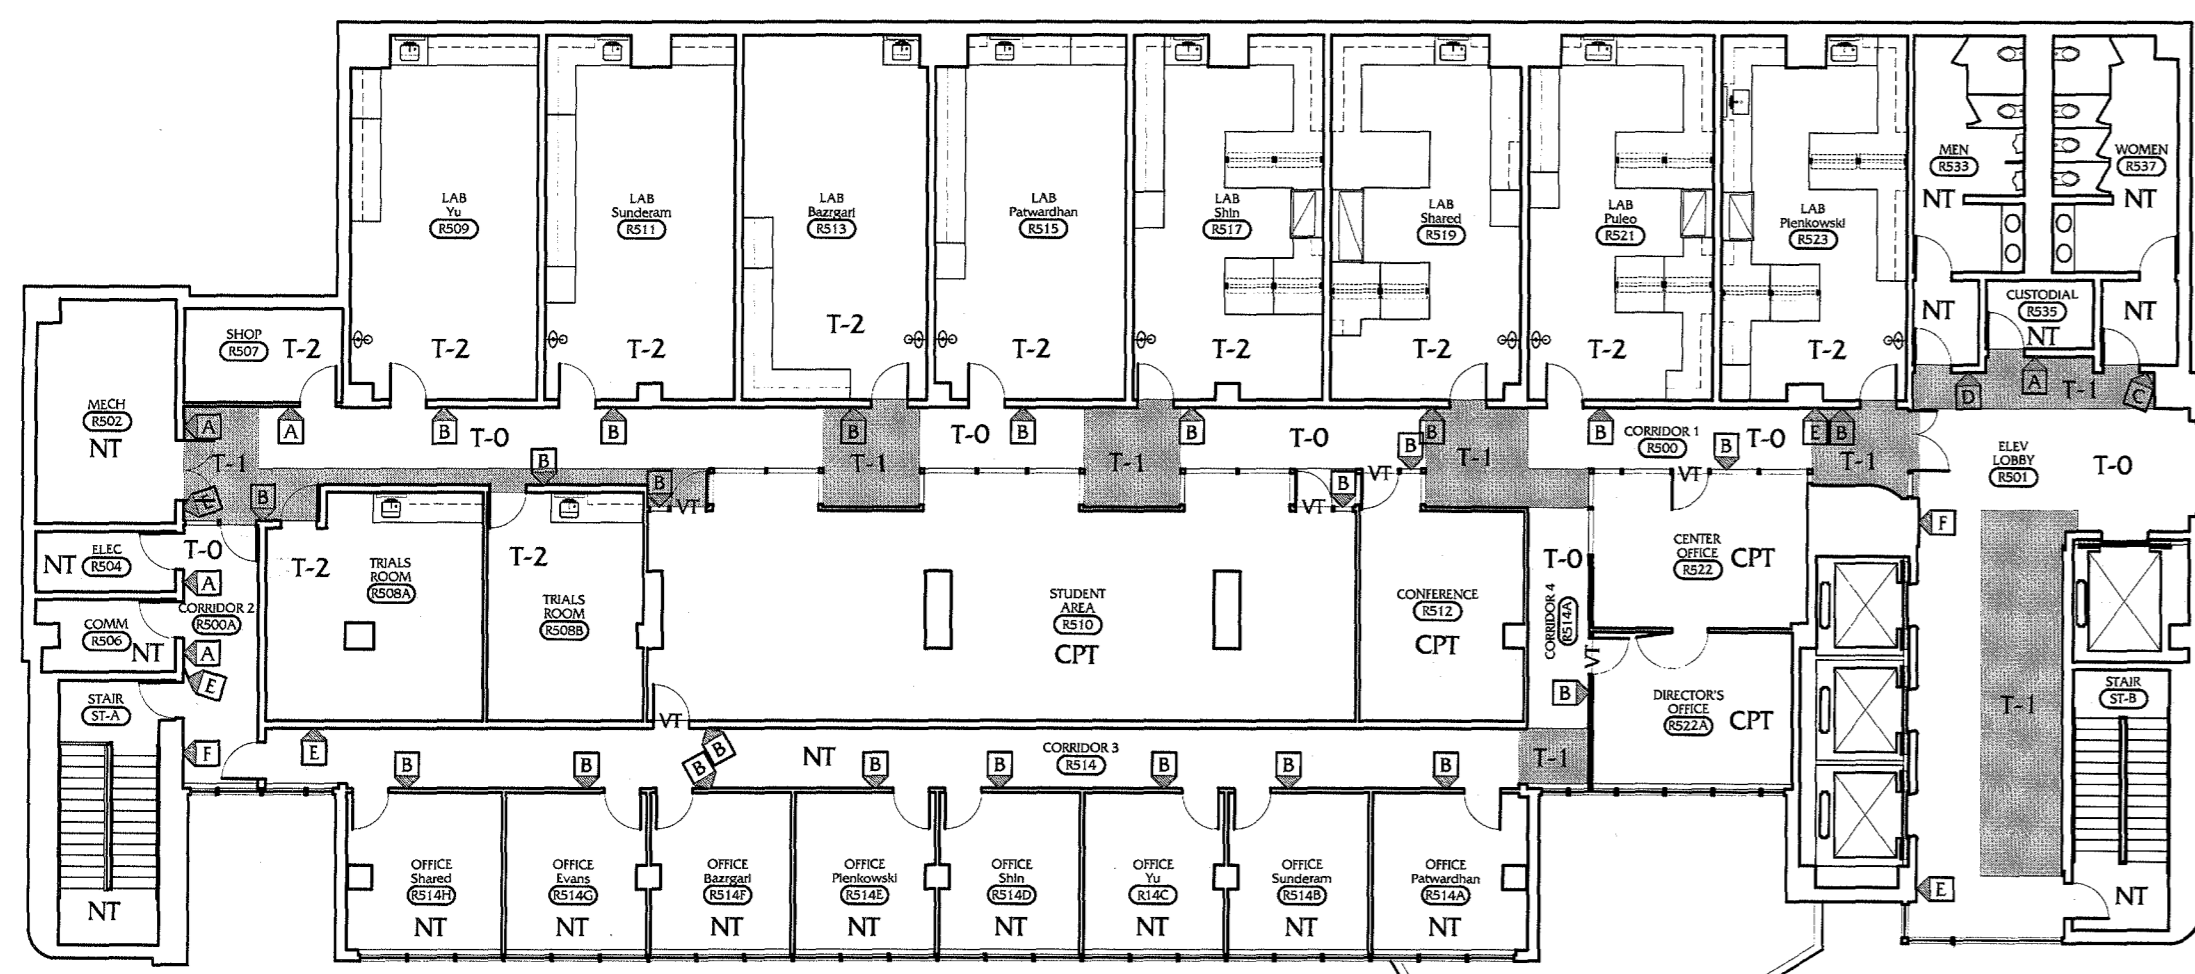 LAB
Yu
R509
T-2
LAB
Sunderam
R511
T-2
LAB
Bazrgari
R513
T-2
LAB
Patwardhan
R515
T-2
LAB
Shin
R517
T-2
LAB
Shared
R519
T-2
LAB
Puleo
R521
T-2
LAB
Pienkowski
R523
T-2
MEN
R533
NT
NT
WOMEN
R537
NT
NT
CUSTODIAL
R535
NT
SHOP
R507
T-2
MECH
R502
NT
A
A
B
B
T-0
B
T-0
B
B
T-0
B
B
B
CORRIDOR 1
R500
T-0
B
E
B
D
A
T-1
C
T-1
B
B
T-1
T-1
T-1
T-1
ELEV
LOBBY
R501
T-0
B
VT
B
VT
VT
VT
F
T-0
ELEC
R504
NT
A
CORRIDOR 2
R500A
COMM
R506
NT
A
E
T-2
TRIALS
ROOM
R508A
T-2
TRIALS
ROOM
R508B
STUDENT
AREA
R510
CPT
CONFERENCE
R512
CPT
T-0
CORRIDOR 4
R514A
CENTER
OFFICE
R522
CPT
VT
B
DIRECTOR'S
OFFICE
R522A
CPT
T-1
STAIR
ST-A
NT
STAIR
ST-B
NT
F
E
VT
B
B
NT
CORRIDOR 3
R514
T-1
B
B
B
B
B
B
B
E
OFFICE
Shared
R514H
NT
OFFICE
Evans
R514G
NT
OFFICE
Bazrgari
R514F
NT
OFFICE
Pienkowski
R514E
NT
OFFICE
Shin
R514D
NT
OFFICE
Yu
R14C
NT
OFFICE
Sunderam
R514B
NT
OFFICE
Patwardhan
R514A
NT